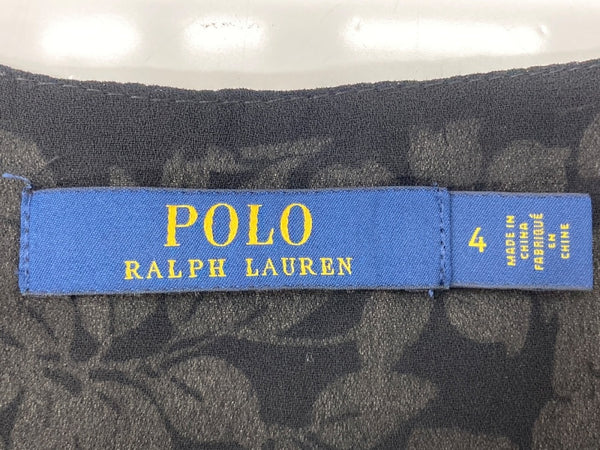 POLO
RALPH LAUREN
4
MADE IN
CHINA
FABRIQUÉ
EN
CHINE